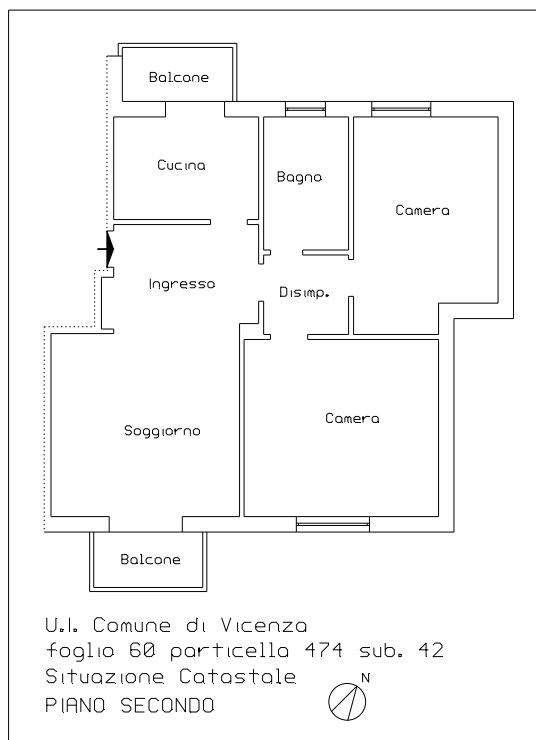 Balcone
Cucina
Bagno
Camera
Ingresso
Disimp.
Camera
Soggiorno
Balcone
U.I. Comune di Vicenza
foglio 60 particella 474 sub. 42
Situazione Catastale
PIANO SECONDO
N